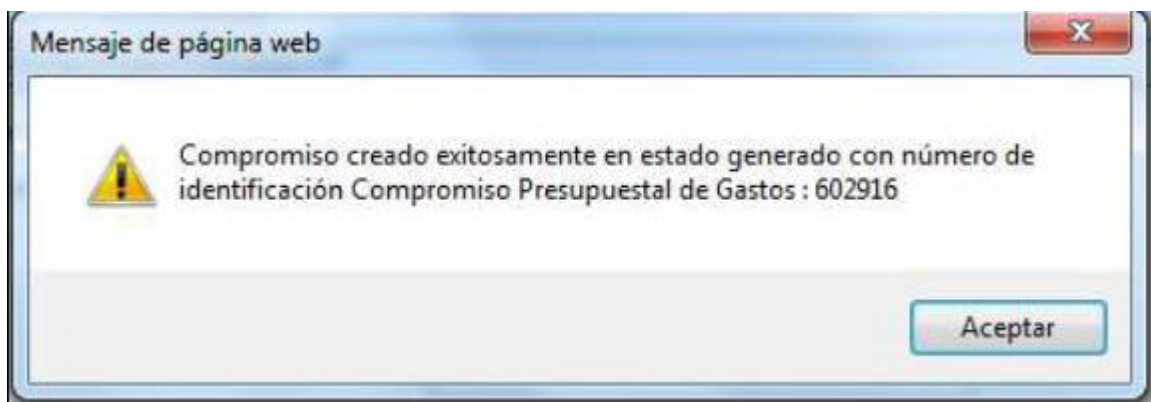 Mensaje de página web
Compromiso creado exitosamente en estado generado con número de
identificación Compromiso Presupuestal de Gastos : 602916
Aceptar